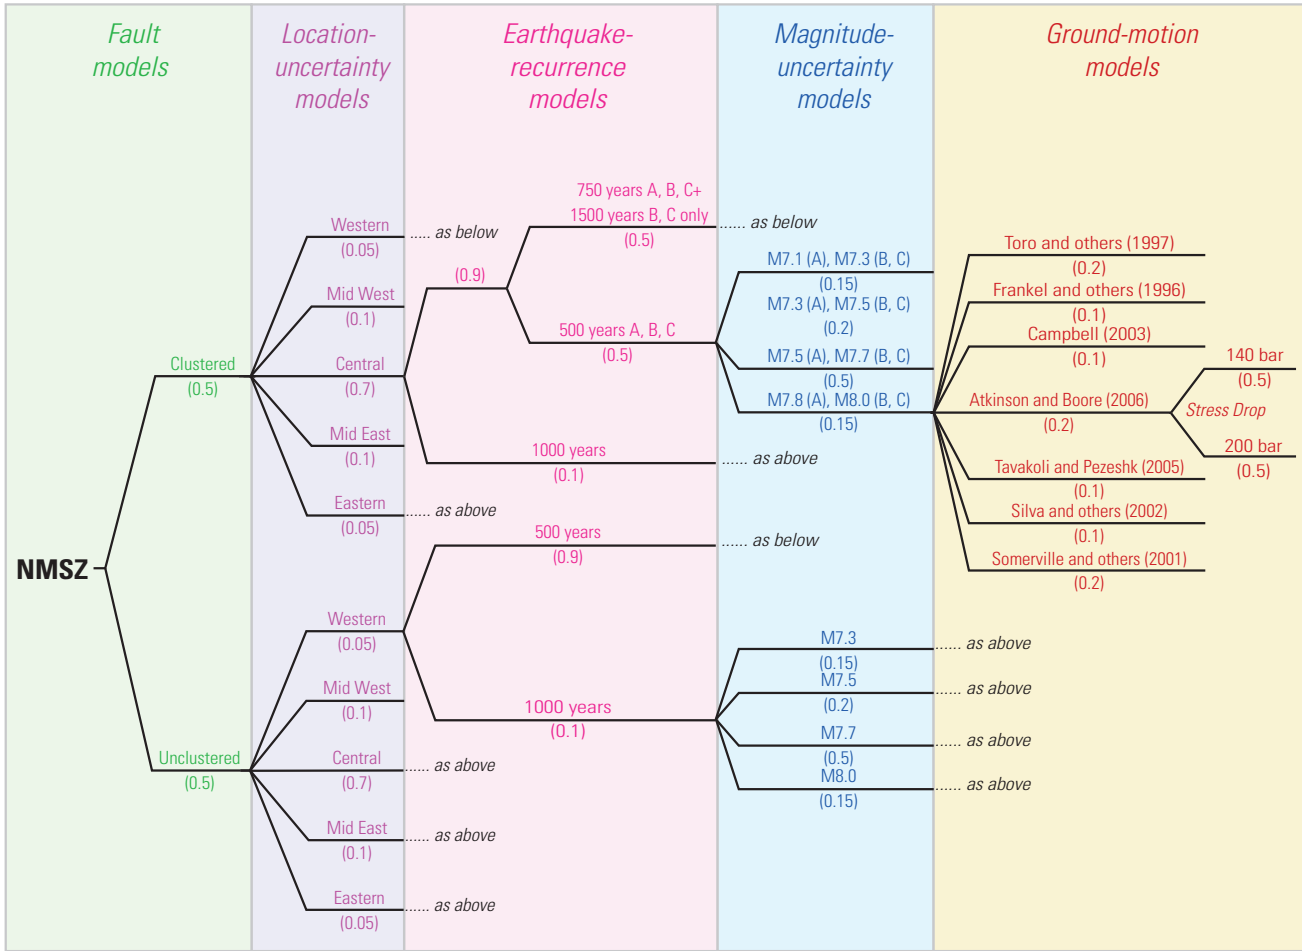 Fault
models
Location-
uncertainty
models
Earthquake-
recurrence
models
Magnitude-
uncertainty
models
Ground-motion
models
NMSZ
Clustered
(0.5)
Unclustered
(0.5)
Western
(0.05)
..... as below
Mid West
(0.1)
Central
(0.7)
Mid East
(0.1)
Eastern
(0.05)
...... as above
Western
(0.05)
Mid West
(0.1)
Central
(0.7)
...... as above
Mid East
(0.1)
...... as above
Eastern
(0.05)
...... as above
(0.9)
750 years A, B, C+
1500 years B, C only
(0.5)
...... as below
500 years A, B, C
(0.5)
1000 years
(0.1)
...... as above
500 years
(0.9)
...... as below
1000 years
(0.1)
M7.1 (A), M7.3 (B, C)
(0.15)
M7.3 (A), M7.5 (B, C)
(0.2)
M7.5 (A), M7.7 (B, C)
(0.5)
M7.8 (A), M8.0 (B, C)
(0.15)
M7.3
(0.15)
...... as above
M7.5
(0.2)
...... as above
M7.7
(0.5)
...... as above
M8.0
(0.15)
...... as above
Toro and others (1997)
(0.2)
Frankel and others (1996)
(0.1)
Campbell (2003)
(0.1)
Atkinson and Boore (2006)
(0.2)
140 bar
(0.5)
Stress Drop
200 bar
(0.5)
Tavakoli and Pezeshk (2005)
(0.1)
Silva and others (2002)
(0.1)
Somerville and others (2001)
(0.2)